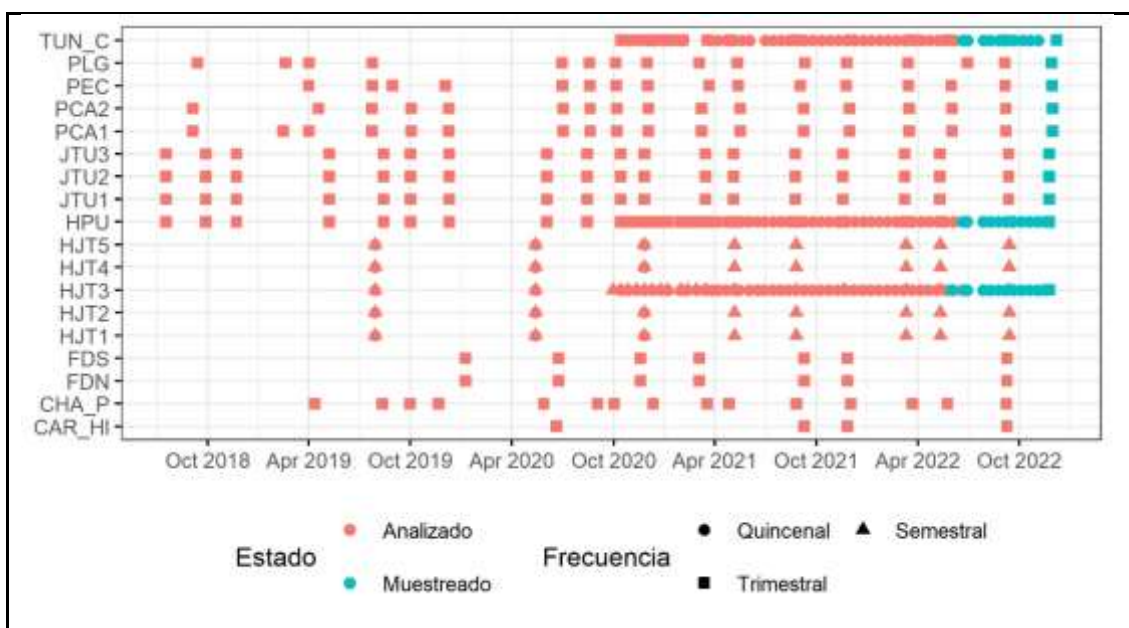 TUN_C
PLG
PEC
PCA2
PCA1
JTU3
JTU2
JTU1
HPU
HJT5
HJT4
HJT3
HJT2
HJT1
FDS
FDN
CHA_P
CAR_HI
Oct 2018 Apr 2019 Oct 2019 Apr 2020 Oct 2020 Apr 2021 Oct 2021 Apr 2022 Oct 2022
Estado
Analizado
Muestreado
Frecuencia
Quincenal
Semestral
Trimestral